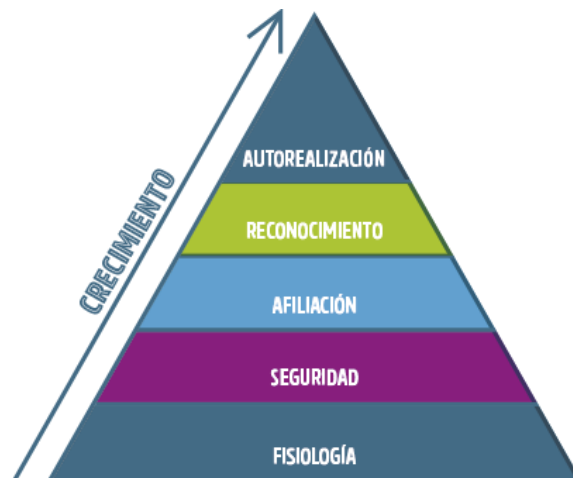 CRECIMIENTO
AUTOREALIZACIÓN
RECONOCIMIENTO
AFILIACIÓN
SEGURIDAD
FISIOLOGÍA